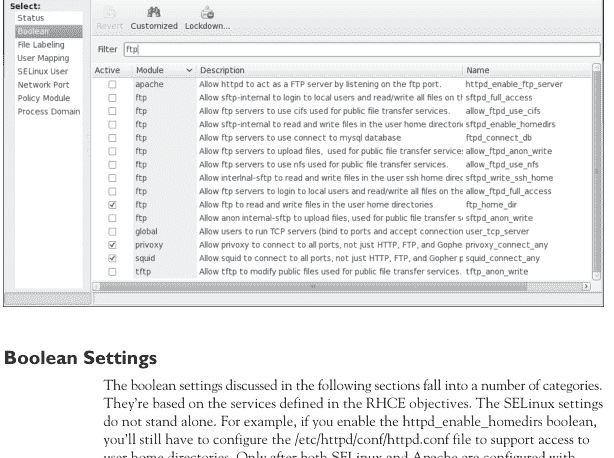 Select:
Status
Boolean
File Labeling
User Mapping
SELinux User
Network Port
Policy Module
Process Domain
Revert Customized Lockdown...
Filter ftp
Active Module Description Name
apache Allow httpd to act as a FTP server by listening on the ftp port. httpd_enable_ftp_server
ftp Allow sftp-internal to login to local users and read/write all files on th sftpd_full_access
ftp Allow ftp servers to use cifs used for public file transfer services. allow_ftpd_use_cifs
ftp Allow sftp-internal to read and write files in the user home directori sftpd_enable_homedirs
ftp Allow ftp servers to use connect to mysql database ftpd_connect_db
ftp Allow ftp servers to upload files, used for public file transfer service: allow_ftpd_anon_write
ftp Allow ftp servers to use nfs used for public file transfer services. allow_ftpd_use_nfs
ftp Allow interlnal-sftp to read and write files in the user ssh home direc sftpd_write_ssh_home
ftp Allow ftp servers to login to local users and read/write all files on the allow_ftpd_full_access
ftp Allow ftp to read and write files in the user home directories ftp_home_dir
ftp Allow anon internal-sftp to upload files, used for public file transfer s sftpd_anon_write
global Allow users to run TCP servers (bind to ports and accept connection user_tcp_server
privoxy Allow privoxy to connect to all ports, not just HTTP, FTP, and Gophe privoxy_connect_any
squid Allow squid to connect to all ports, not just HTTP, FTP, and Gopher p squid_connect_any
tftp Allow tftp to modify public files used for public file transfer services. tftp_anon_write
Boolean Settings
The boolean settings discussed in the following sections fall into a number of categories.
They're based on the services defined in the RHCE objectives. The SELinux settings
do not stand alone. For example, if you enable the httpd_enable_homedirs boolean,
you'll still have to configure the /etc/httpd/conf/httpd.conf file to support access to
user home directories. Only after both SELinux and Apache are configured with